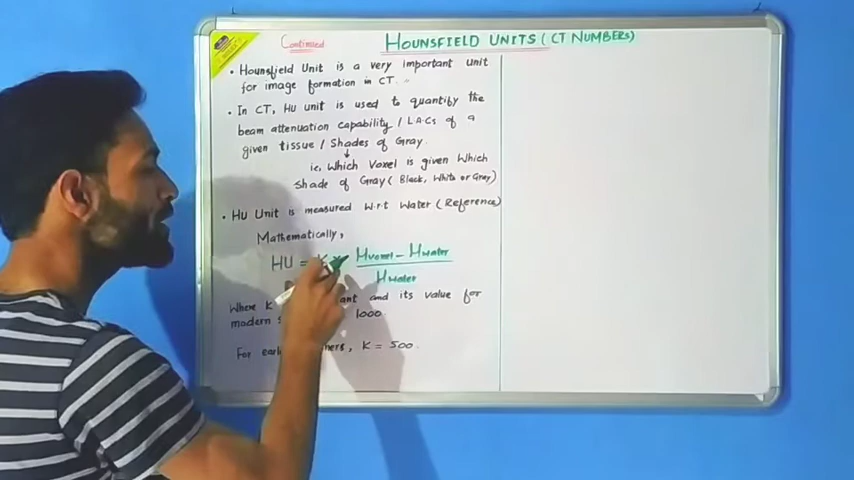 Continued
HOUNSFIELD UNITS (CT NUMBERS)
• Hounsfield Unit is a very important unit
for image formation in CT.
• In CT, HU unit is used to quantify the
beam attenuation capability / LACs of a
given tissue / Shades of Gray.
i.e, Which Voxel is given Which
Shade of Gray (Black, White or Gray)
• HU Unit is measured w.r.t Water (Reference)
Mathematically,
HU = K × μvoxel - μwater
μwater
Where K and its value for
modern 1000.
For , K = 500.